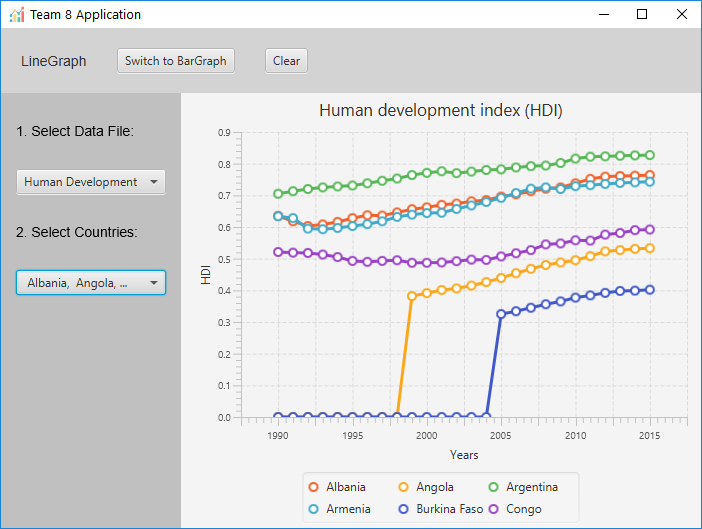 Team 8 Application
LineGraph
Switch to BarGraph
Clear
1. Select Data File:
Human Development
2. Select Countries:
Albania, Angola, ...
Human development index (HDI)
HDI
0.9
0.8
0.7
0.6
0.5
0.4
0.3
0.2
0.1
0.0
1990 1995 2000 2005 2010 2015
Years
Albania Angola Argentina
Armenia Burkina Faso Congo